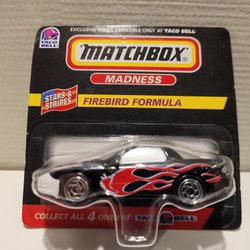 EXCLUSIVE SERIES AVAILABLE ONLY AT TACO BELL!
TACO
BELL
MATCHBOX
MADNESS
STARS &
STRIPES
FIREBIRD FORMULA
COLLECT ALL 4 ONLY AT TACO BELL